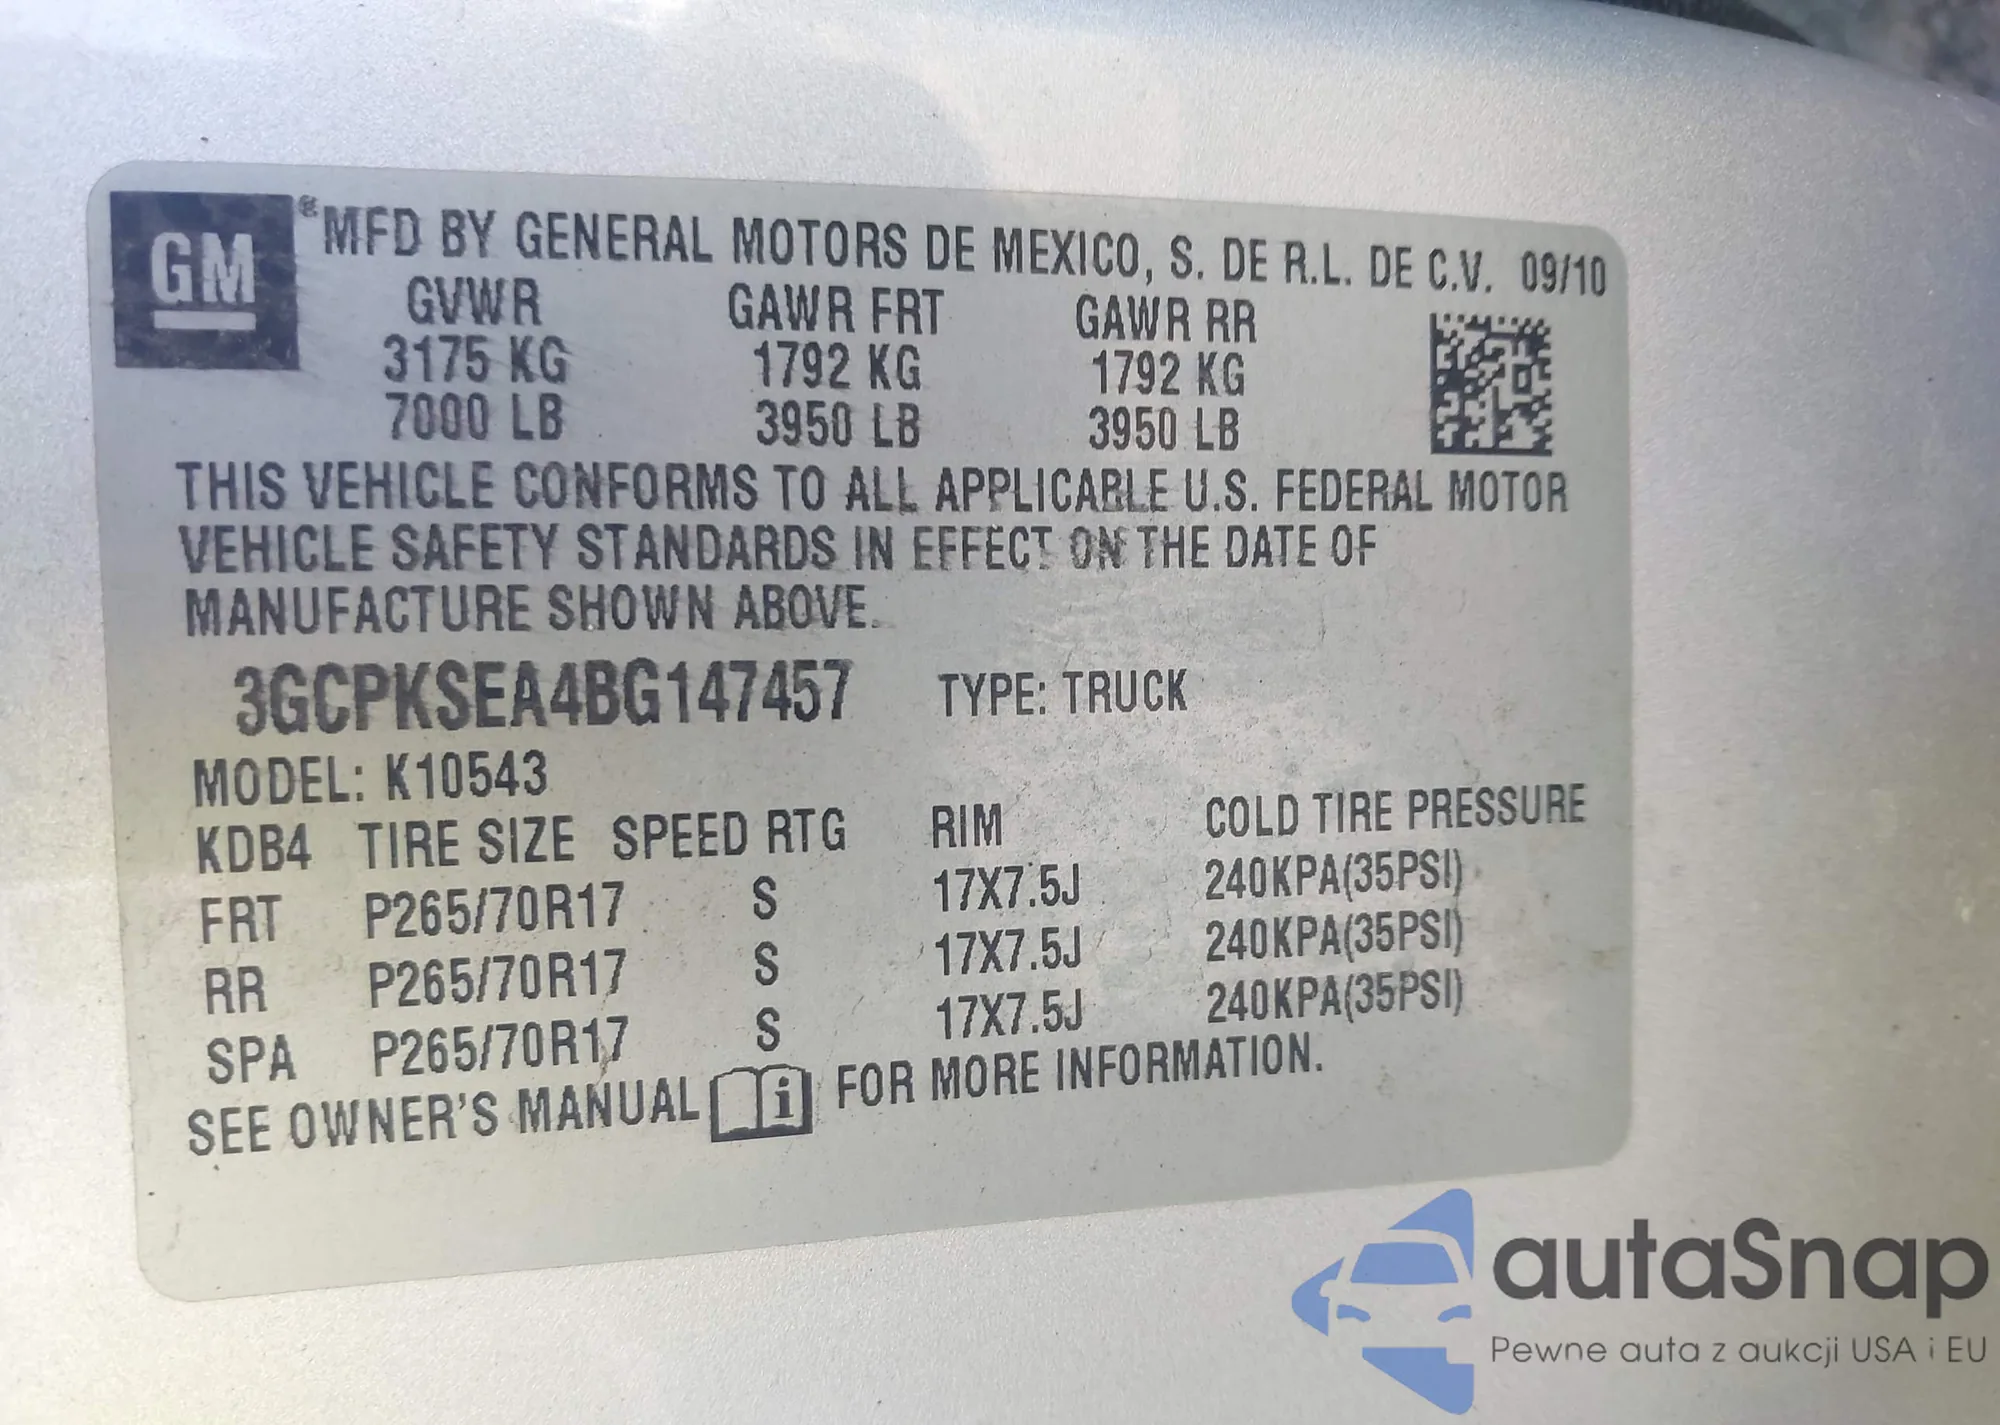 GM
®MFD BY GENERAL MOTORS DE MEXICO, S. DE R.L. DE C.V. 09/10
GVWR GAWR FRT GAWR RR
3175 KG 1792 KG 1792 KG
7000 LB 3950 LB 3950 LB
THIS VEHICLE CONFORMS TO ALL APPLICABLE U.S. FEDERAL MOTOR
VEHICLE SAFETY STANDARDS IN EFFECT ON THE DATE OF
MANUFACTURE SHOWN ABOVE.
3GCPKSEA4BG147457 TYPE: TRUCK
MODEL: K10543
KDB4 TIRE SIZE SPEED RTG RIM COLD TIRE PRESSURE
FRT P265/70R17 S 17X7.5J 240KPA(35PSI)
RR P265/70R17 S 17X7.5J 240KPA(35PSI)
SPA P265/70R17 S 17X7.5J 240KPA(35PSI)
SEE OWNER'S MANUAL i FOR MORE INFORMATION.
autaSnap
Pewne auta z aukcji USA i EU